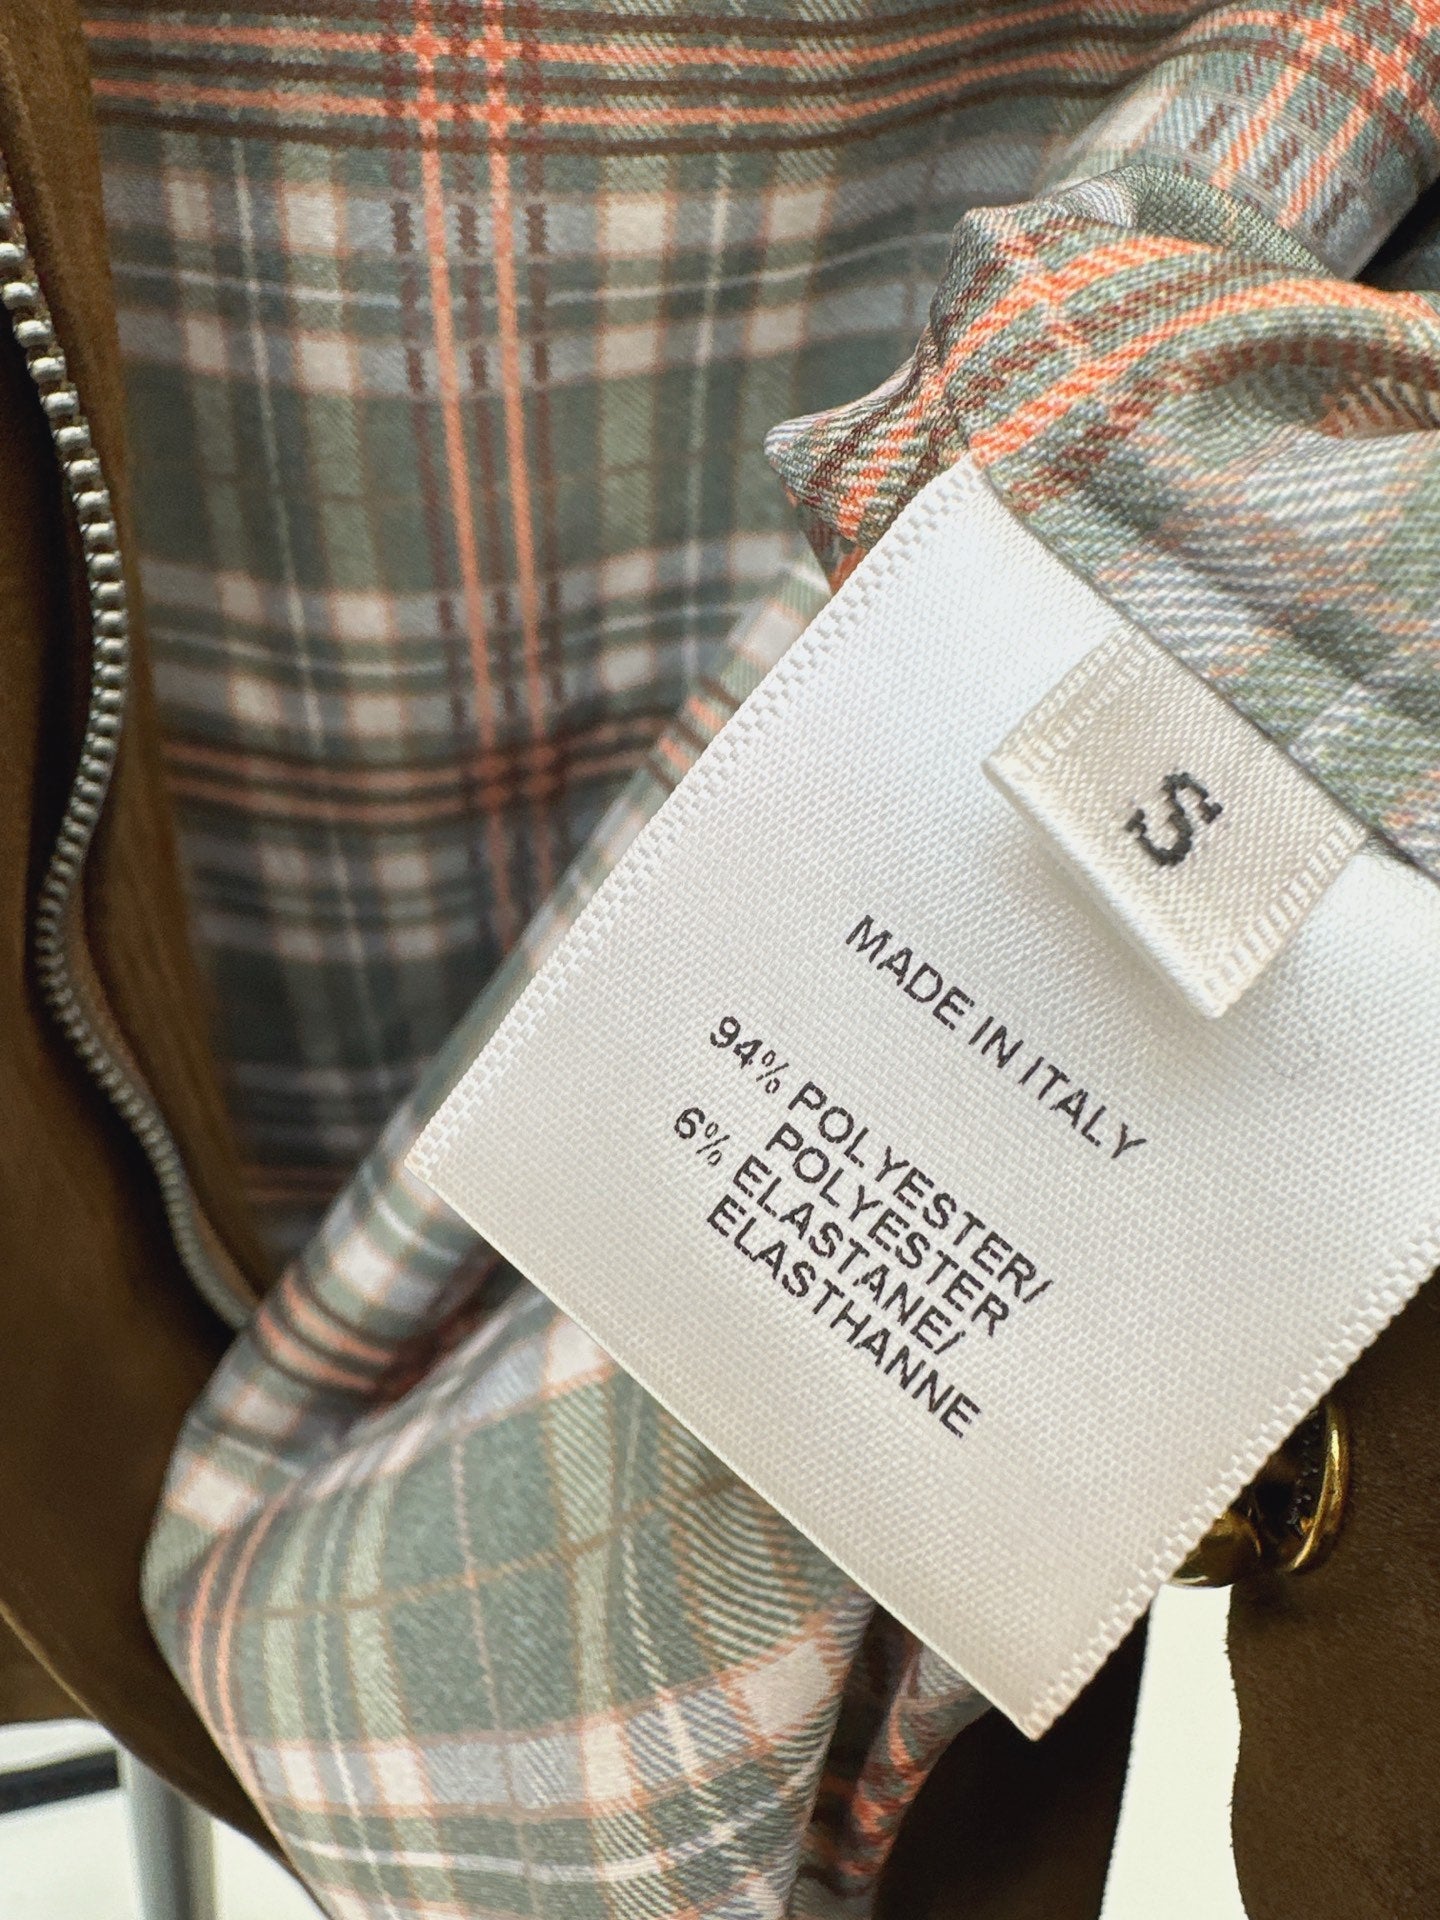 S
MADE IN ITALY
94% POLYESTER/
POLYESTER
6% ELASTANE/
ELASTHANNE